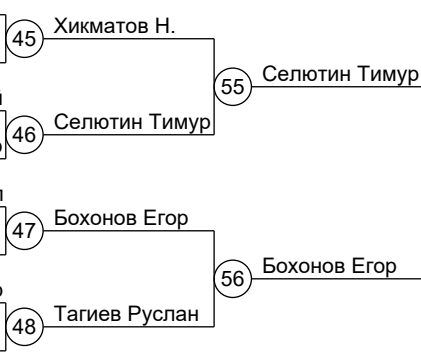 45 Хикматов Н.
55 Селютин Тимур
46 Селютин Тимур
47 Бохонов Егор
56 Бохонов Егор
48 Тагиев Руслан